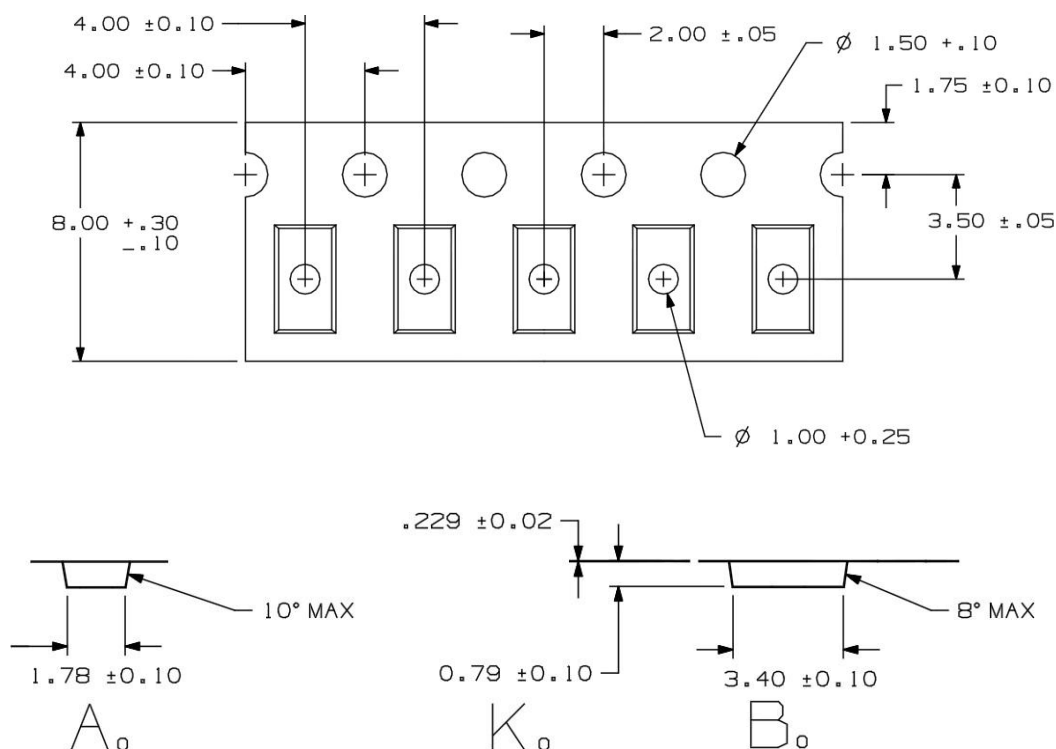 4.00 ±0.10
2.00 ±.05
Ø 1.50 +.10
4.00 ±0.10
1.75 ±0.10
8.00 +.30
-.10
3.50 ±.05
Ø 1.00 +0.25
.229 ±0.02
10° MAX
8° MAX
1.78 ±0.10
0.79 ±0.10
3.40 ±0.10
A₀
K₀
B₀